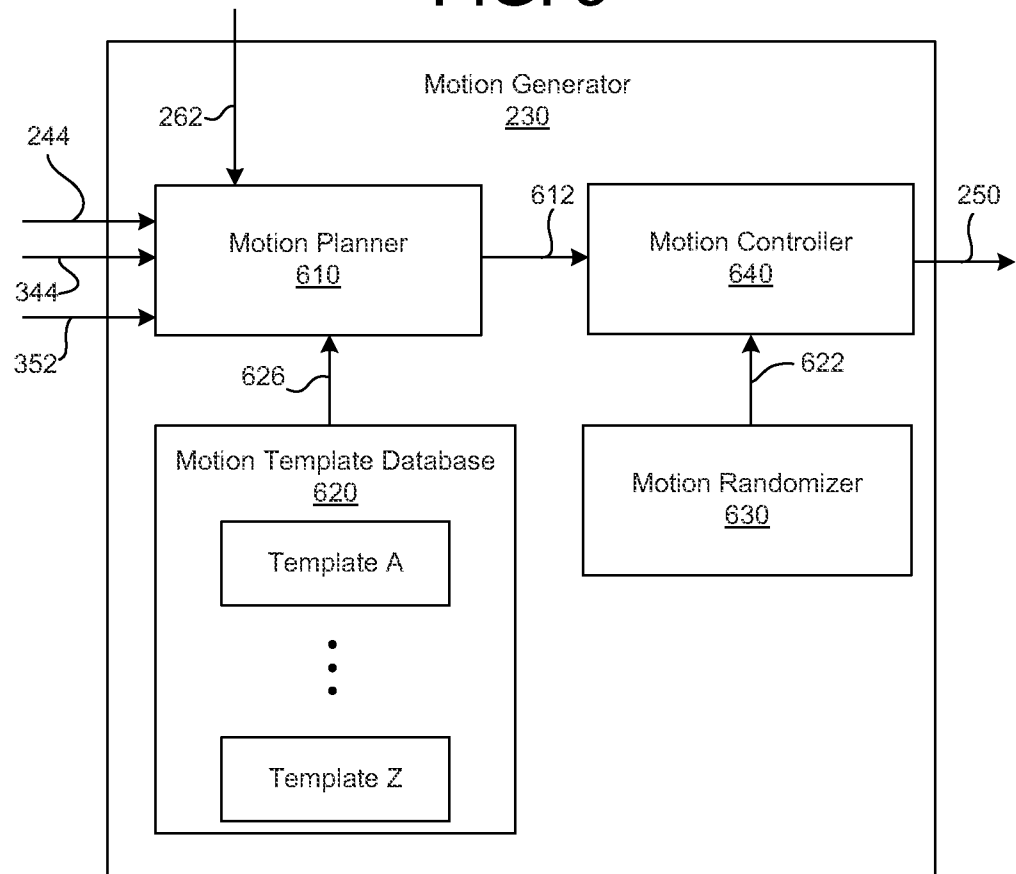 Motion Generator
230
262
244
344
352
Motion Planner
610
612
Motion Controller
640
250
626
622
Motion Template Database
620
Template A
Template Z
Motion Randomizer
630